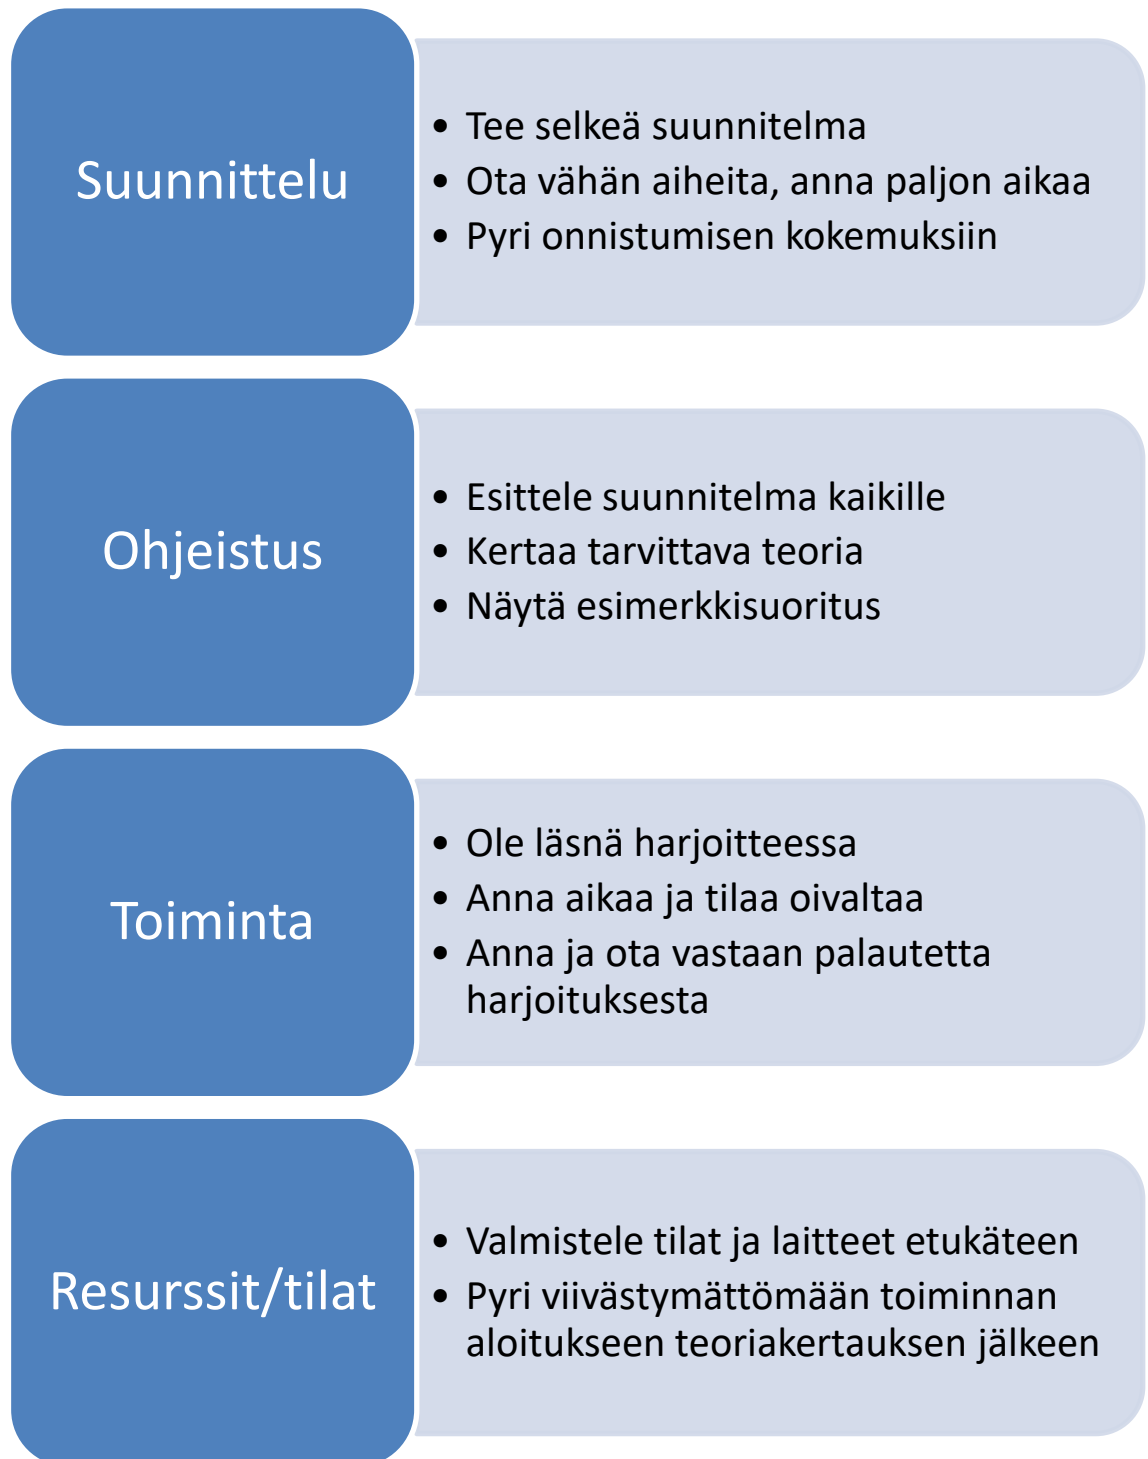 Suunnittelu
• Tee selkeä suunnitelma
• Ota vähän aiheita, anna paljon aikaa
• Pyri onnistumisen kokemuksiin
Ohjeistus
• Esittele suunnitelma kaikille
• Kertaa tarvittava teoria
• Näytä esimerkkisuoritus
Toiminta
• Ole läsnä harjoitteessa
• Anna aikaa ja tilaa oivaltaa
• Anna ja ota vastaan palautetta
harjoituksesta
Resurssit/tilat
• Valmistele tilat ja laitteet etukäteen
• Pyri viivästymättömään toiminnan
aloitukseen teoriakertauksen jälkeen